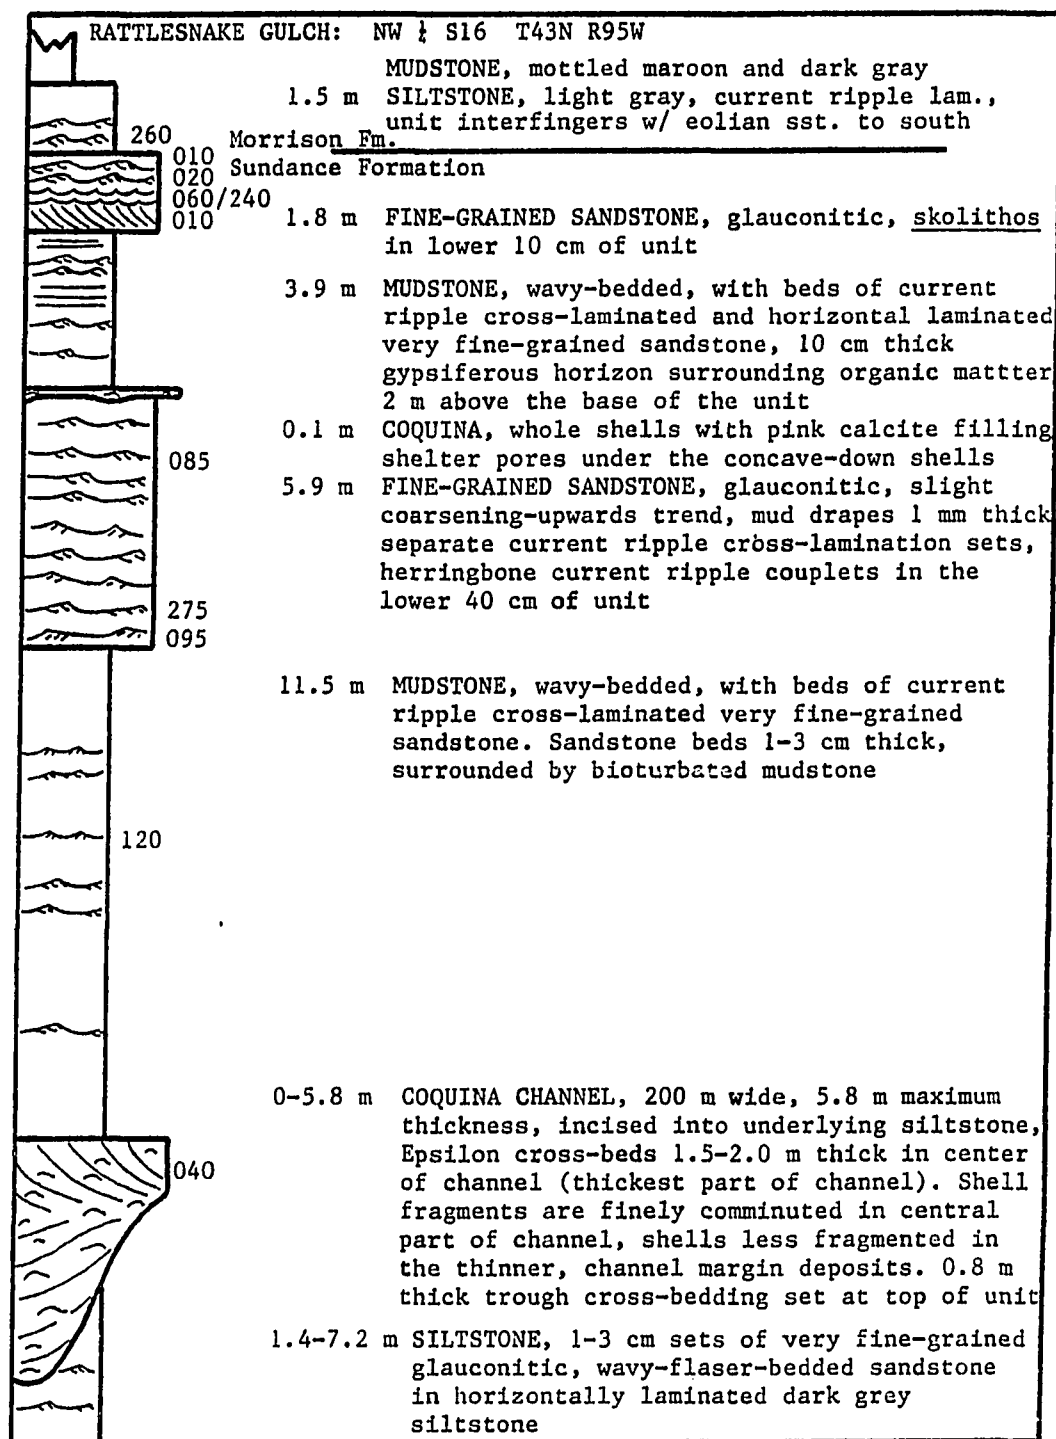 RATTLESNAKE GULCH: NW ¼ S16 T43N R95W
MUDSTONE, mottled maroon and dark gray
1.5 m SILTSTONE, light gray, current ripple lam.,
unit interfingers w/ eolian sst. to south
260
Morrison Fm.
010
Sundance Formation
020
060/240
010
1.8 m FINE-GRAINED SANDSTONE, glauconitic, skolithos
in lower 10 cm of unit
3.9 m MUDSTONE, wavy-bedded, with beds of current
ripple cross-laminated and horizontal laminated
very fine-grained sandstone, 10 cm thick
gypsiferous horizon surrounding organic mattter
2 m above the base of the unit
0.1 m COQUINA, whole shells with pink calcite filling
shelter pores under the concave-down shells
085
5.9 m FINE-GRAINED SANDSTONE, glauconitic, slight
coarsening-upwards trend, mud drapes 1 mm thick
separate current ripple cross-lamination sets,
herringbone current ripple couplets in the
lower 40 cm of unit
275
095
11.5 m MUDSTONE, wavy-bedded, with beds of current
ripple cross-laminated very fine-grained
sandstone. Sandstone beds 1-3 cm thick,
surrounded by bioturbated mudstone
120
0-5.8 m COQUINA CHANNEL, 200 m wide, 5.8 m maximum
thickness, incised into underlying siltstone,
Epsilon cross-beds 1.5-2.0 m thick in center
of channel (thickest part of channel). Shell
fragments are finely comminuted in central
part of channel, shells less fragmented in
the thinner, channel margin deposits. 0.8 m
thick trough cross-bedding set at top of unit
040
1.4-7.2 m SILTSTONE, 1-3 cm sets of very fine-grained
glauconitic, wavy-flaser-bedded sandstone
in horizontally laminated dark grey
siltstone